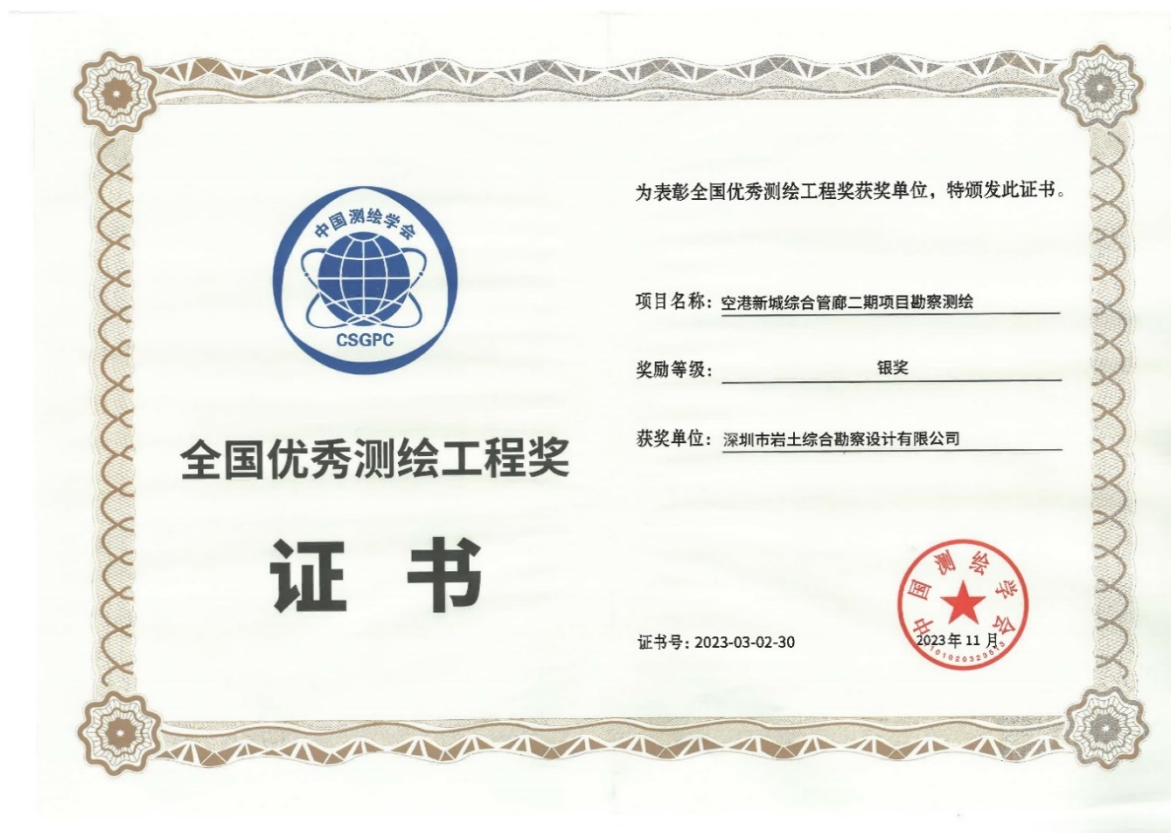 中国测绘学会
CSGPC
全国优秀测绘工程奖
证书
为表彰全国优秀测绘工程奖获奖单位，特颁发此证书。
项目名称：空港新城综合管廊二期项目勘察测绘
奖励等级：银奖
获奖单位：深圳市岩土综合勘察设计有限公司
证书号：2023-03-02-30
中国测绘学会
2023年11月